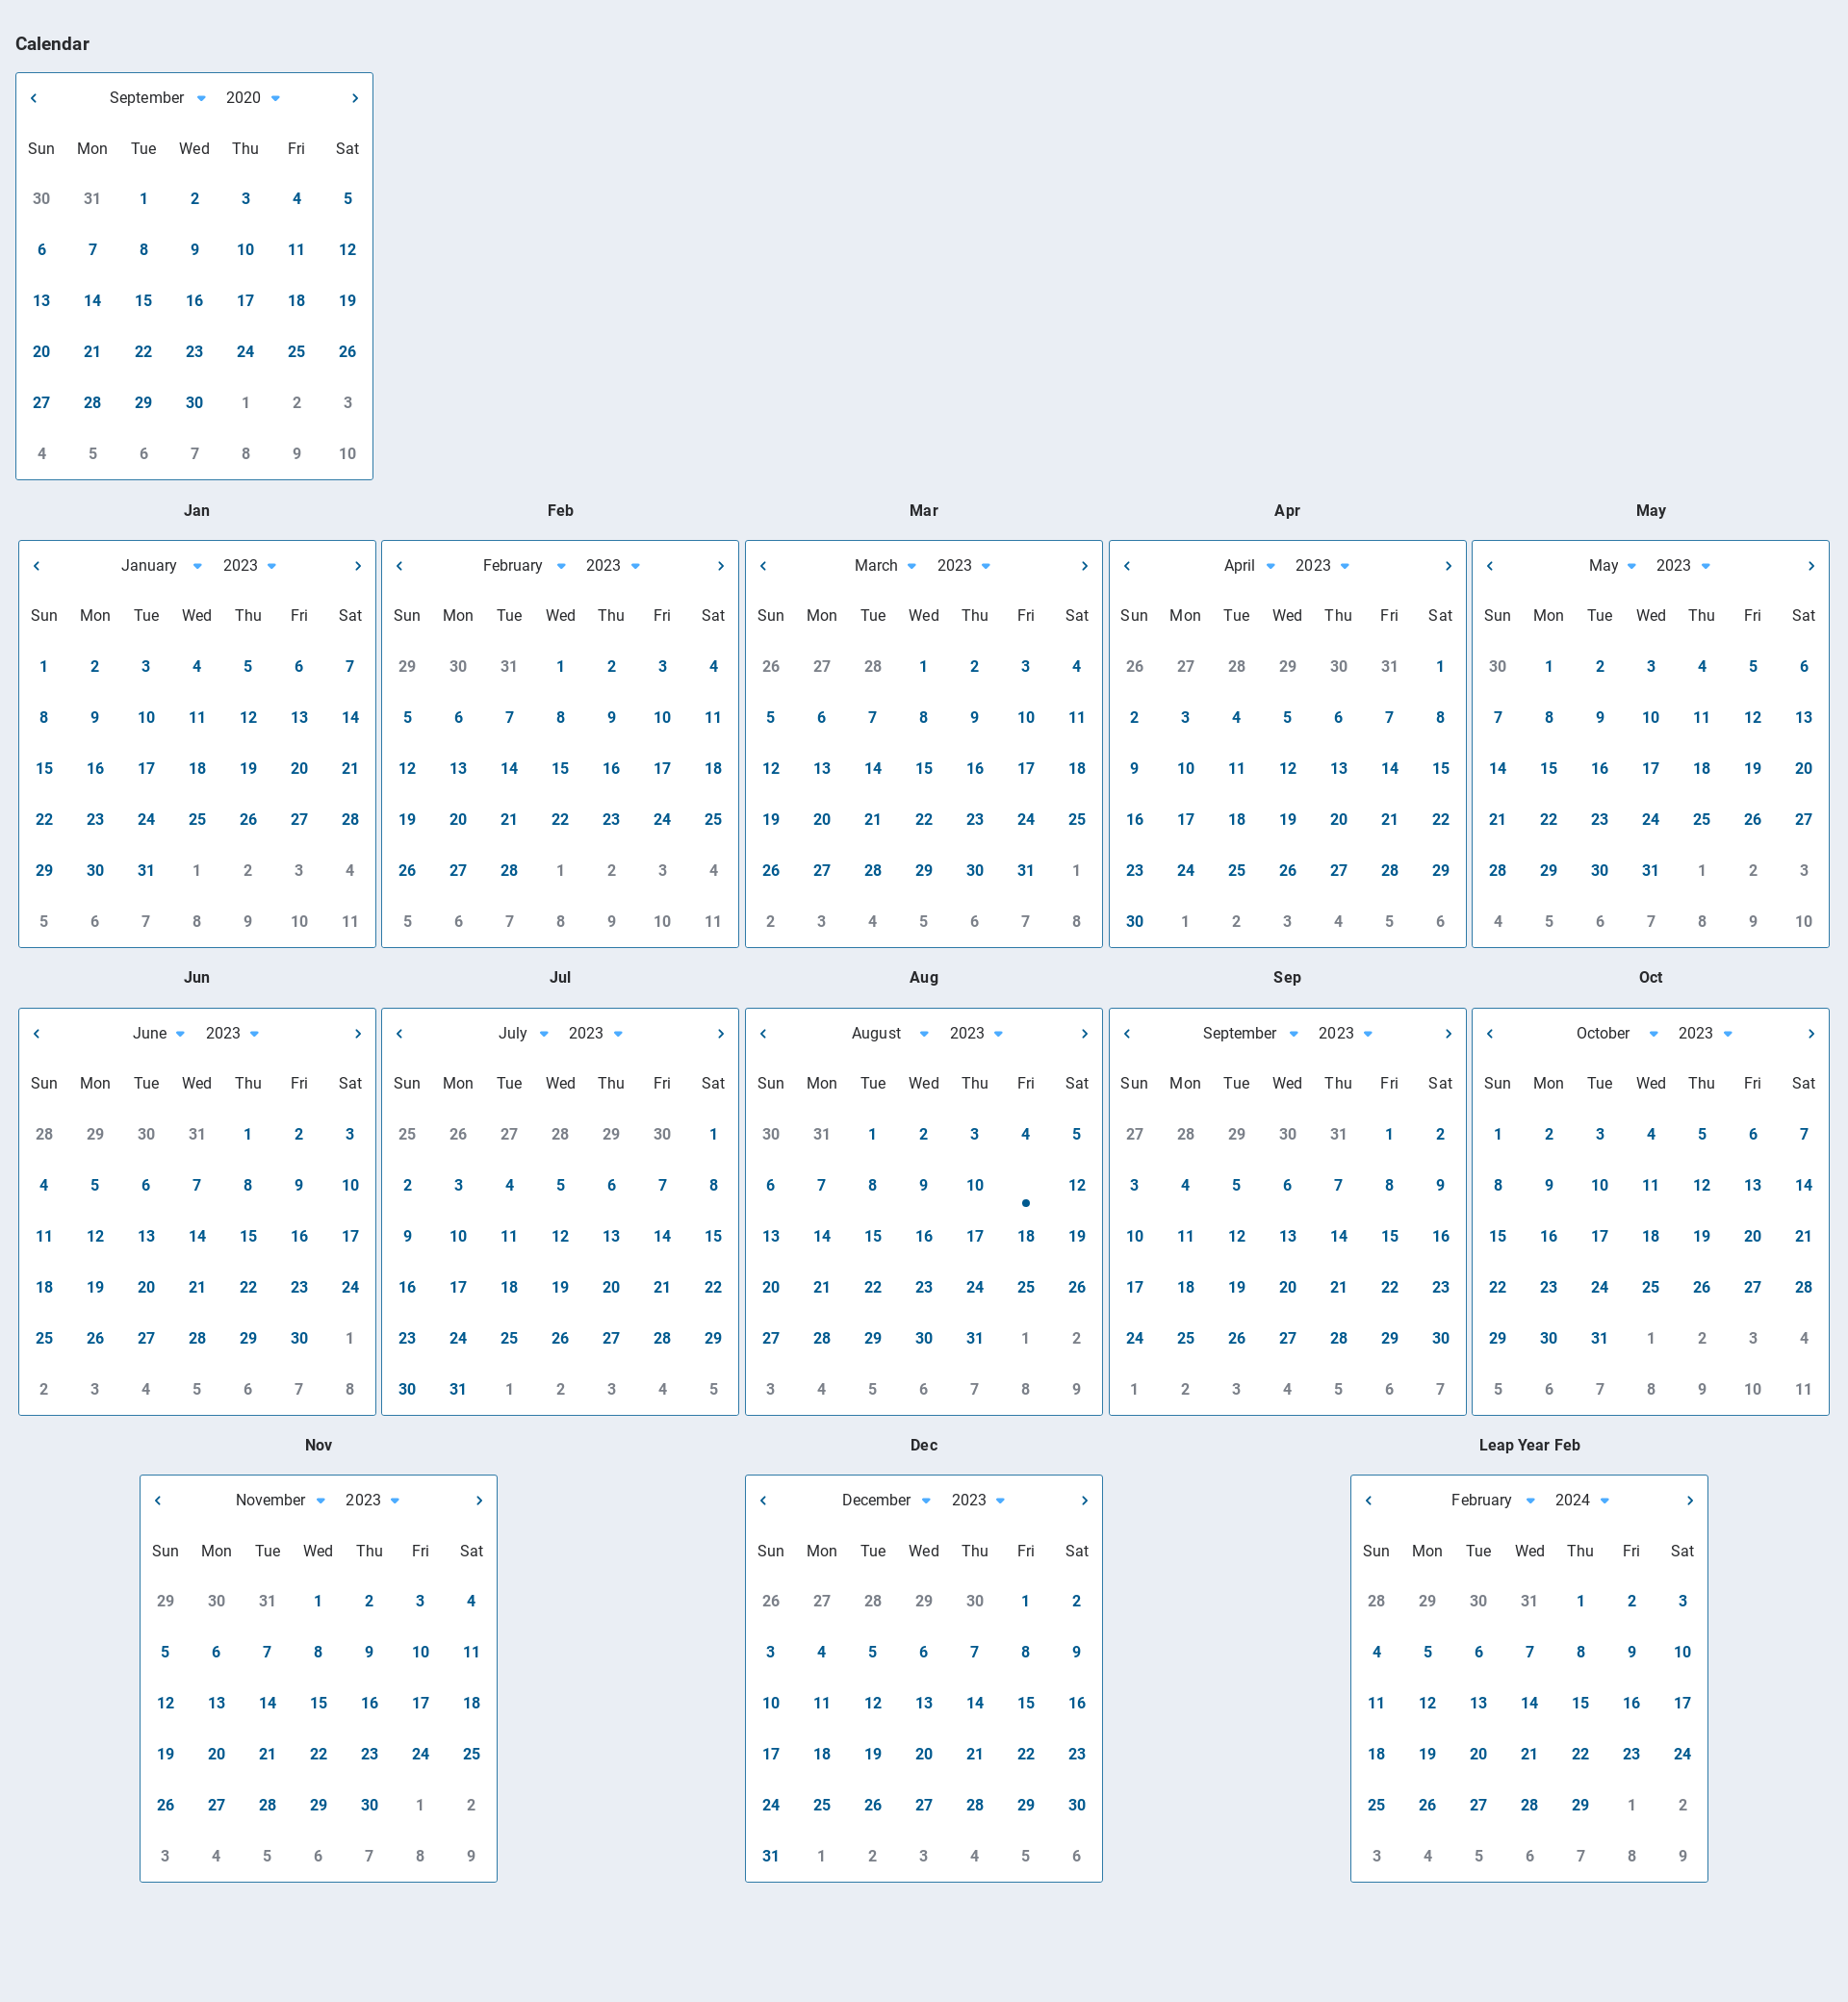 Calendar
September 2020
Sun Mon Tue Wed Thu Fri Sat
30 31 1 2 3 4 5
6 7 8 9 10 11 12
13 14 15 16 17 18 19
20 21 22 23 24 25 26
27 28 29 30 1 2 3
4 5 6 7 8 9 10
Jan
January 2023
Sun Mon Tue Wed Thu Fri Sat
1 2 3 4 5 6 7
8 9 10 11 12 13 14
15 16 17 18 19 20 21
22 23 24 25 26 27 28
29 30 31 1 2 3 4
5 6 7 8 9 10 11
Feb
February 2023
Sun Mon Tue Wed Thu Fri Sat
29 30 31 1 2 3 4
5 6 7 8 9 10 11
12 13 14 15 16 17 18
19 20 21 22 23 24 25
26 27 28 1 2 3 4
5 6 7 8 9 10 11
Mar
March 2023
Sun Mon Tue Wed Thu Fri Sat
26 27 28 1 2 3 4
5 6 7 8 9 10 11
12 13 14 15 16 17 18
19 20 21 22 23 24 25
26 27 28 29 30 31 1
2 3 4 5 6 7 8
Apr
April 2023
Sun Mon Tue Wed Thu Fri Sat
26 27 28 29 30 31 1
2 3 4 5 6 7 8
9 10 11 12 13 14 15
16 17 18 19 20 21 22
23 24 25 26 27 28 29
30 1 2 3 4 5 6
May
May 2023
Sun Mon Tue Wed Thu Fri Sat
30 1 2 3 4 5 6
7 8 9 10 11 12 13
14 15 16 17 18 19 20
21 22 23 24 25 26 27
28 29 30 31 1 2 3
4 5 6 7 8 9 10
Jun
June 2023
Sun Mon Tue Wed Thu Fri Sat
28 29 30 31 1 2 3
4 5 6 7 8 9 10
11 12 13 14 15 16 17
18 19 20 21 22 23 24
25 26 27 28 29 30 1
2 3 4 5 6 7 8
Jul
July 2023
Sun Mon Tue Wed Thu Fri Sat
25 26 27 28 29 30 1
2 3 4 5 6 7 8
9 10 11 12 13 14 15
16 17 18 19 20 21 22
23 24 25 26 27 28 29
30 31 1 2 3 4 5
Aug
August 2023
Sun Mon Tue Wed Thu Fri Sat
30 31 1 2 3 4 5
6 7 8 9 10 12
13 14 15 16 17 18 19
20 21 22 23 24 25 26
27 28 29 30 31 1 2
3 4 5 6 7 8 9
Sep
September 2023
Sun Mon Tue Wed Thu Fri Sat
27 28 29 30 31 1 2
3 4 5 6 7 8 9
10 11 12 13 14 15 16
17 18 19 20 21 22 23
24 25 26 27 28 29 30
1 2 3 4 5 6 7
Oct
October 2023
Sun Mon Tue Wed Thu Fri Sat
1 2 3 4 5 6 7
8 9 10 11 12 13 14
15 16 17 18 19 20 21
22 23 24 25 26 27 28
29 30 31 1 2 3 4
5 6 7 8 9 10 11
Nov
November 2023
Sun Mon Tue Wed Thu Fri Sat
29 30 31 1 2 3 4
5 6 7 8 9 10 11
12 13 14 15 16 17 18
19 20 21 22 23 24 25
26 27 28 29 30 1 2
3 4 5 6 7 8 9
Dec
December 2023
Sun Mon Tue Wed Thu Fri Sat
26 27 28 29 30 1 2
3 4 5 6 7 8 9
10 11 12 13 14 15 16
17 18 19 20 21 22 23
24 25 26 27 28 29 30
31 1 2 3 4 5 6
Leap Year Feb
February 2024
Sun Mon Tue Wed Thu Fri Sat
28 29 30 31 1 2 3
4 5 6 7 8 9 10
11 12 13 14 15 16 17
18 19 20 21 22 23 24
25 26 27 28 29 1 2
3 4 5 6 7 8 9